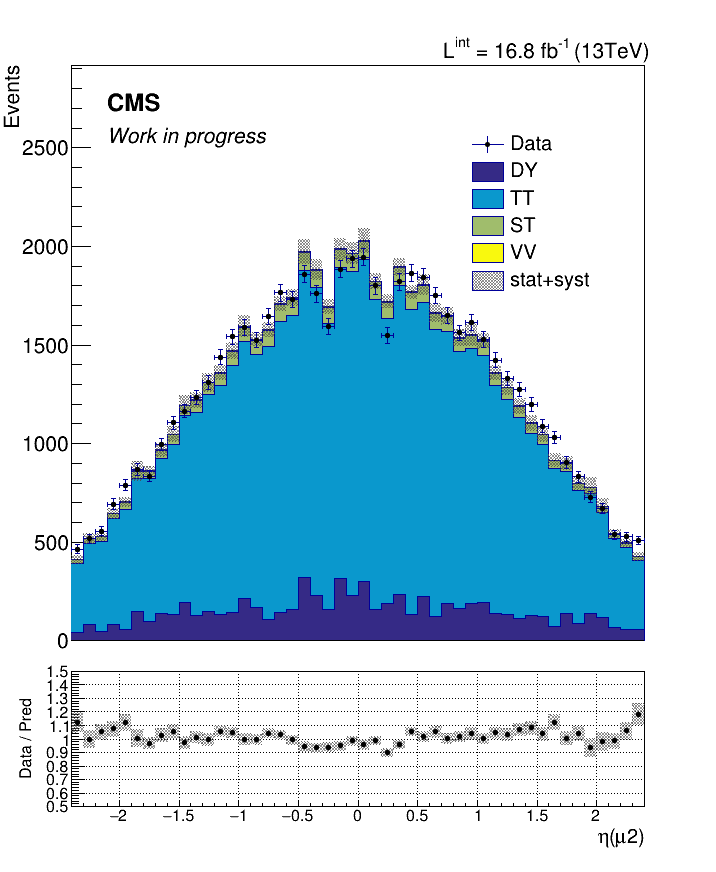 L^int = 16.8 fb^-1 (13TeV)
Events
CMS
Work in progress
Data
DY
TT
ST
VV
stat+syst
2500
2000
1500
1000
500
0
Data / Pred
1.5
1.4
1.3
1.2
1.1
1
0.9
0.8
0.7
0.6
0.5
−2 −1.5 −1 −0.5 0 0.5 1 1.5 2
η(μ2)